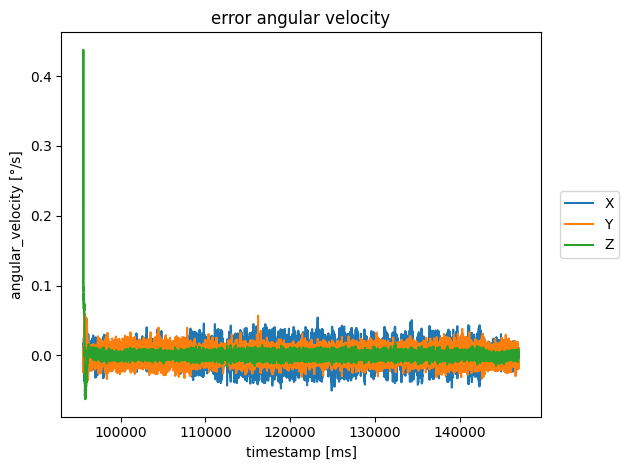 error angular velocity
angular_velocity [°/s]
0.4
0.3
0.2
0.1
0.0
100000 110000 120000 130000 140000
timestamp [ms]
X
Y
Z